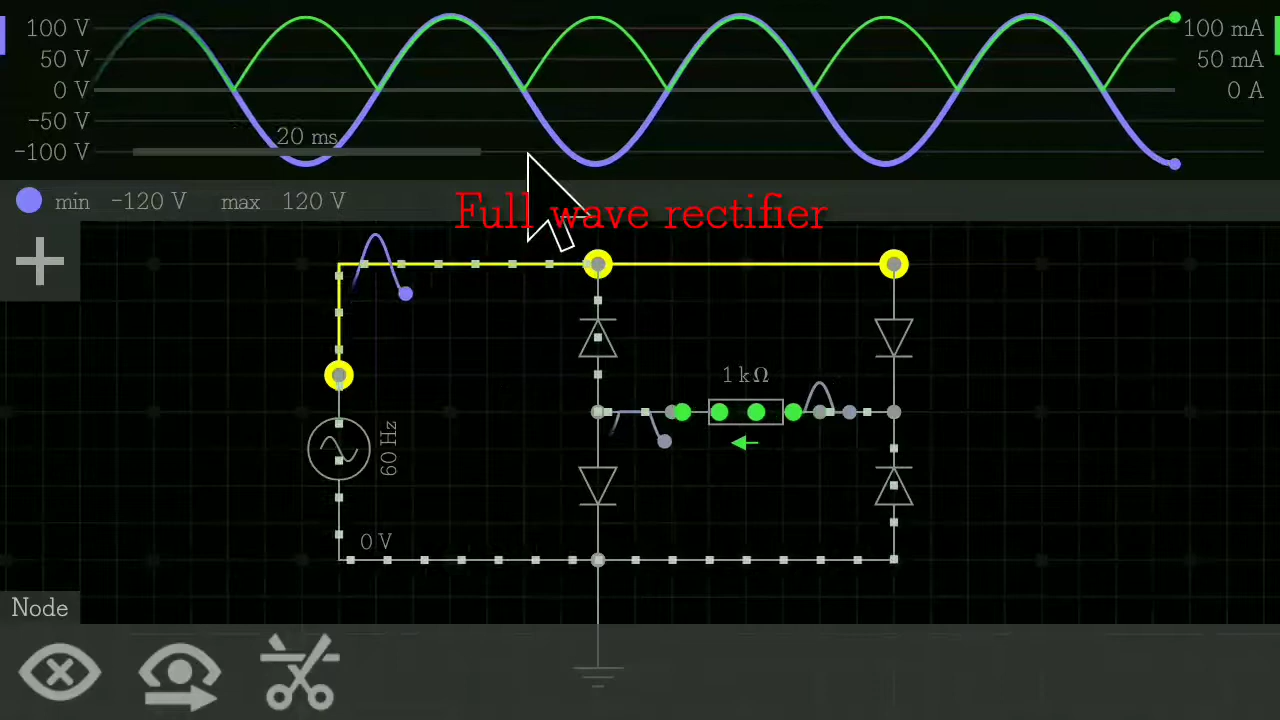 100 V
50 V
0 V
−50 V
−100 V
20 ms
100 mA
50 mA
0 A
min −120 V max 120 V
Full wave rectifier
1 kΩ
60 Hz
0 V
Node